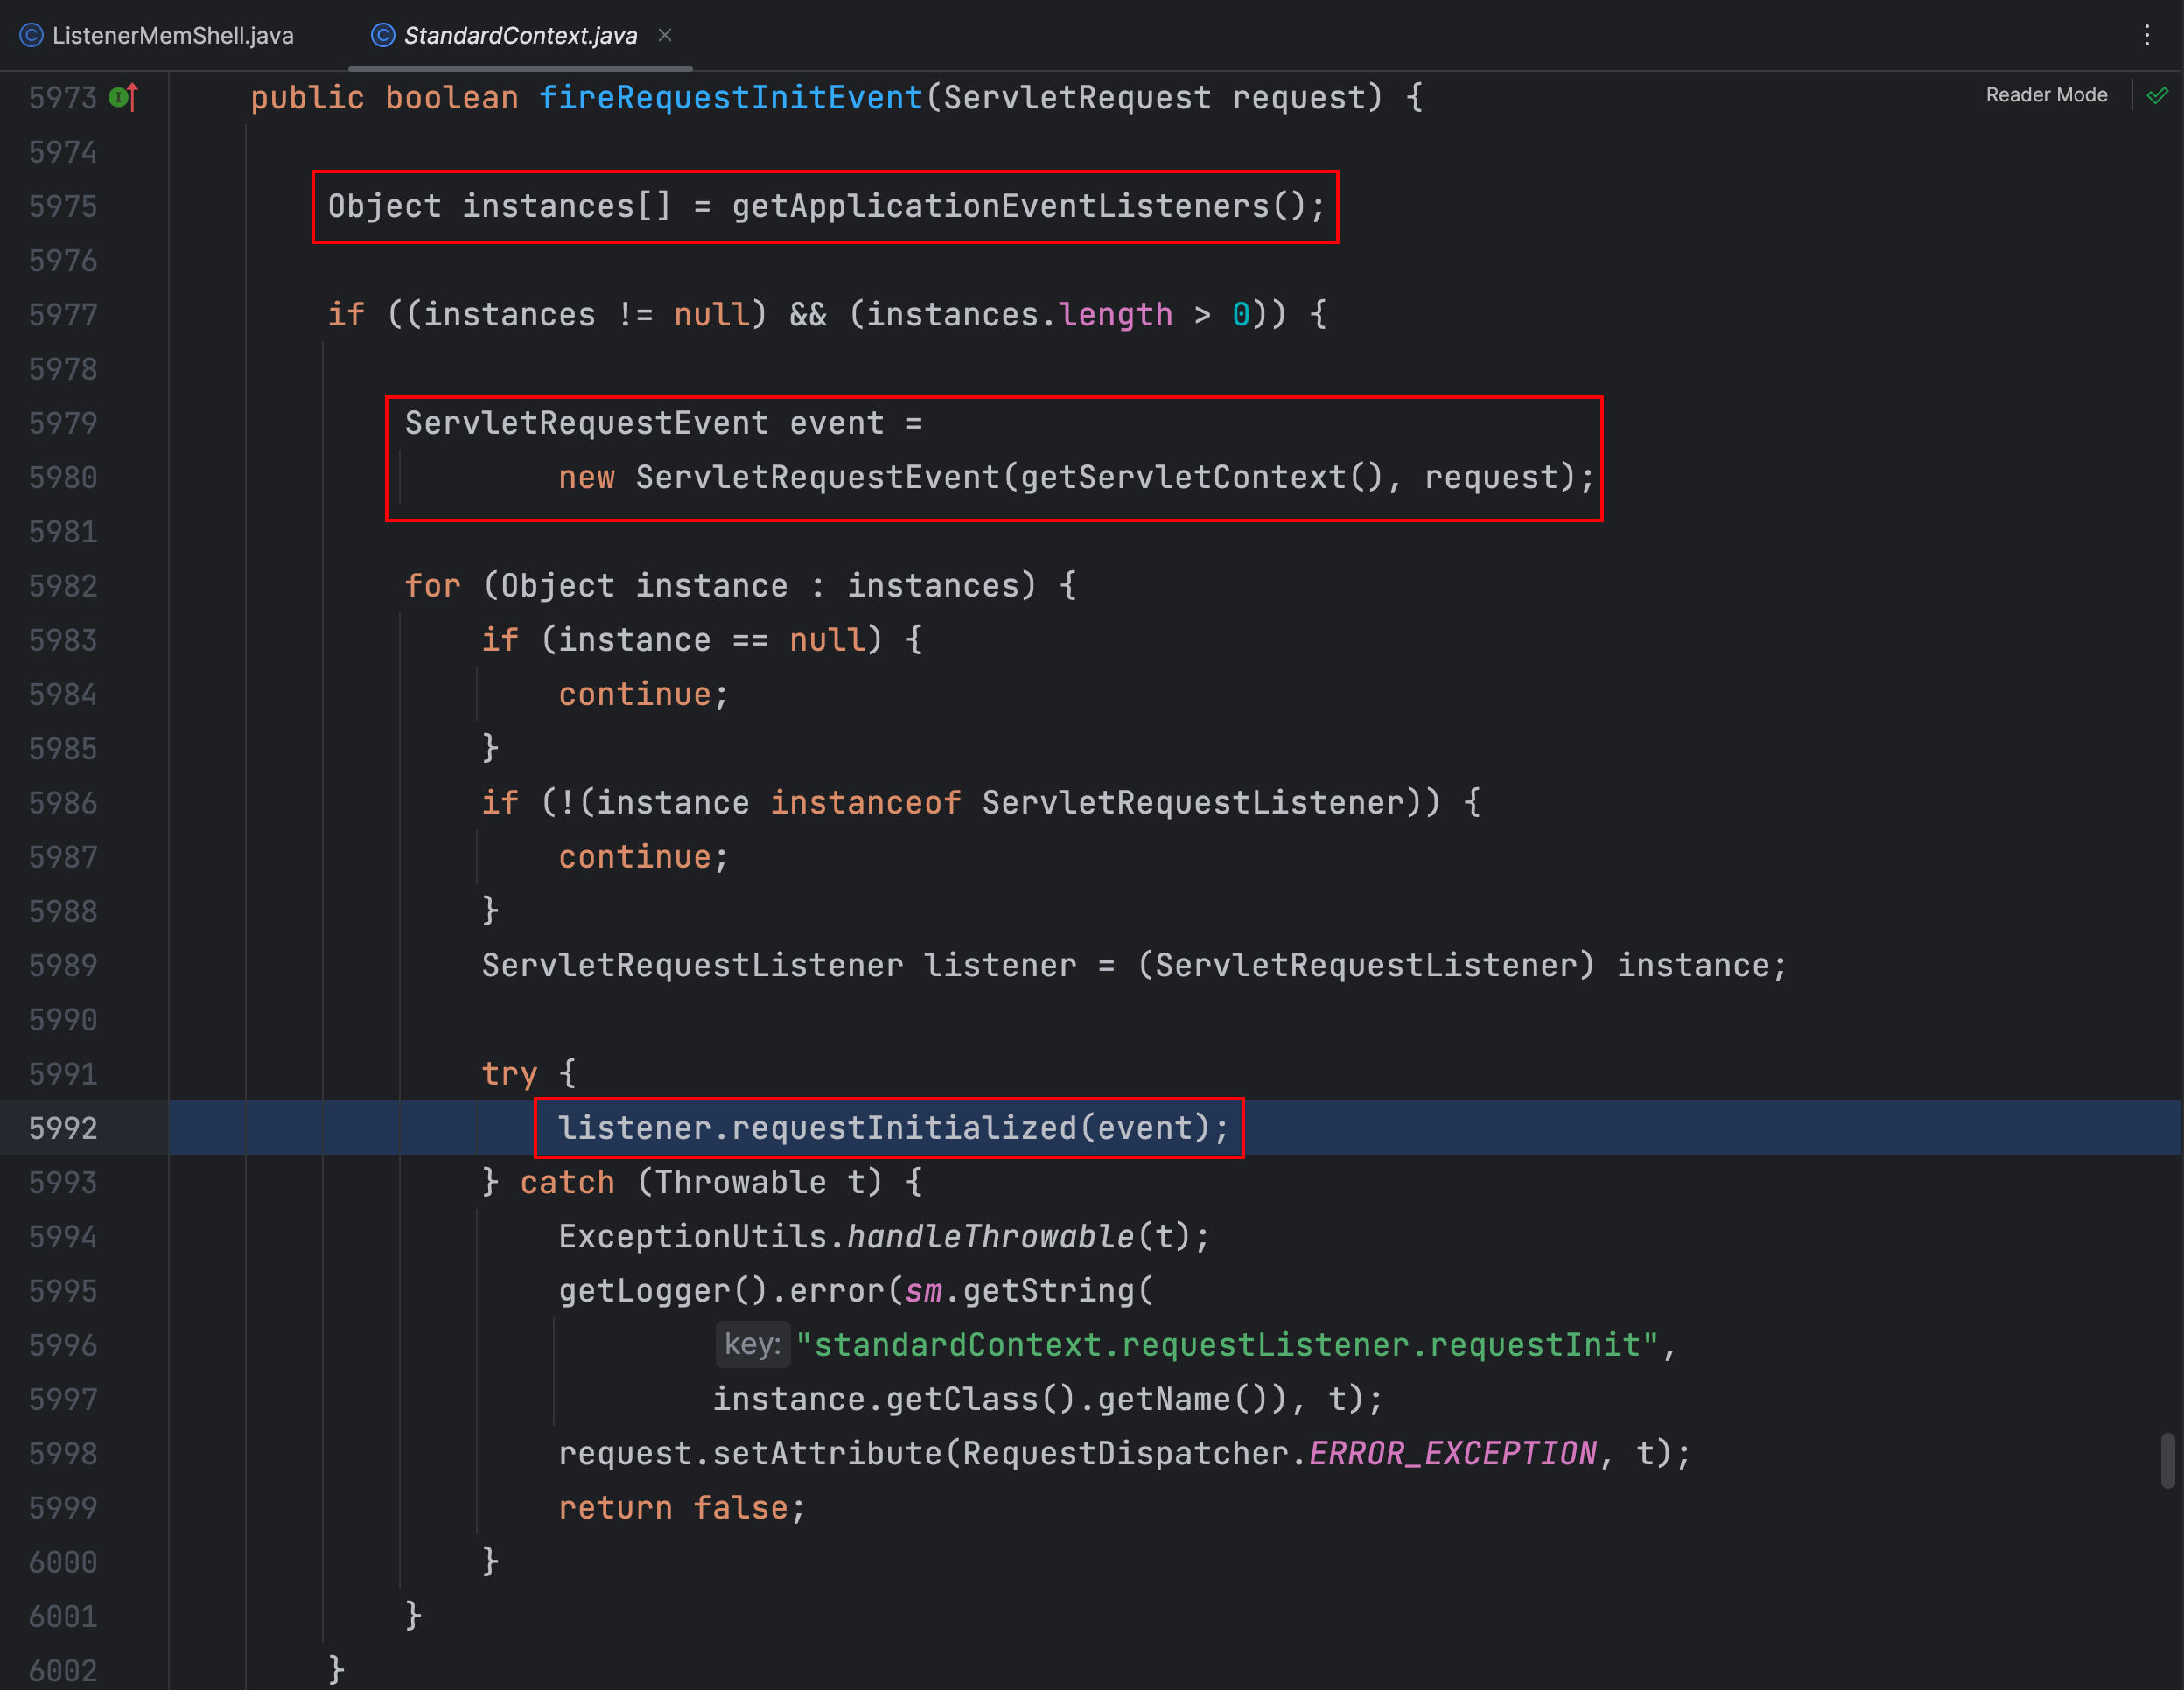 ListenerMemShell.java StandardContext.java
Reader Mode
5973 public boolean fireRequestInitEvent(ServletRequest request) {
5974
5975 Object instances[] = getApplicationEventListeners();
5976
5977 if ((instances != null) && (instances.length > 0)) {
5978
5979 ServletRequestEvent event =
5980 new ServletRequestEvent(getServletContext(), request);
5981
5982 for (Object instance : instances) {
5983 if (instance == null) {
5984 continue;
5985 }
5986 if (!(instance instanceof ServletRequestListener)) {
5987 continue;
5988 }
5989 ServletRequestListener listener = (ServletRequestListener) instance;
5990
5991 try {
5992 listener.requestInitialized(event);
5993 } catch (Throwable t) {
5994 ExceptionUtils.handleThrowable(t);
5995 getLogger().error(sm.getString(
5996 key: "standardContext.requestListener.requestInit",
5997 instance.getClass().getName()), t);
5998 request.setAttribute(RequestDispatcher.ERROR_EXCEPTION, t);
5999 return false;
6000 }
6001 }
6002 }